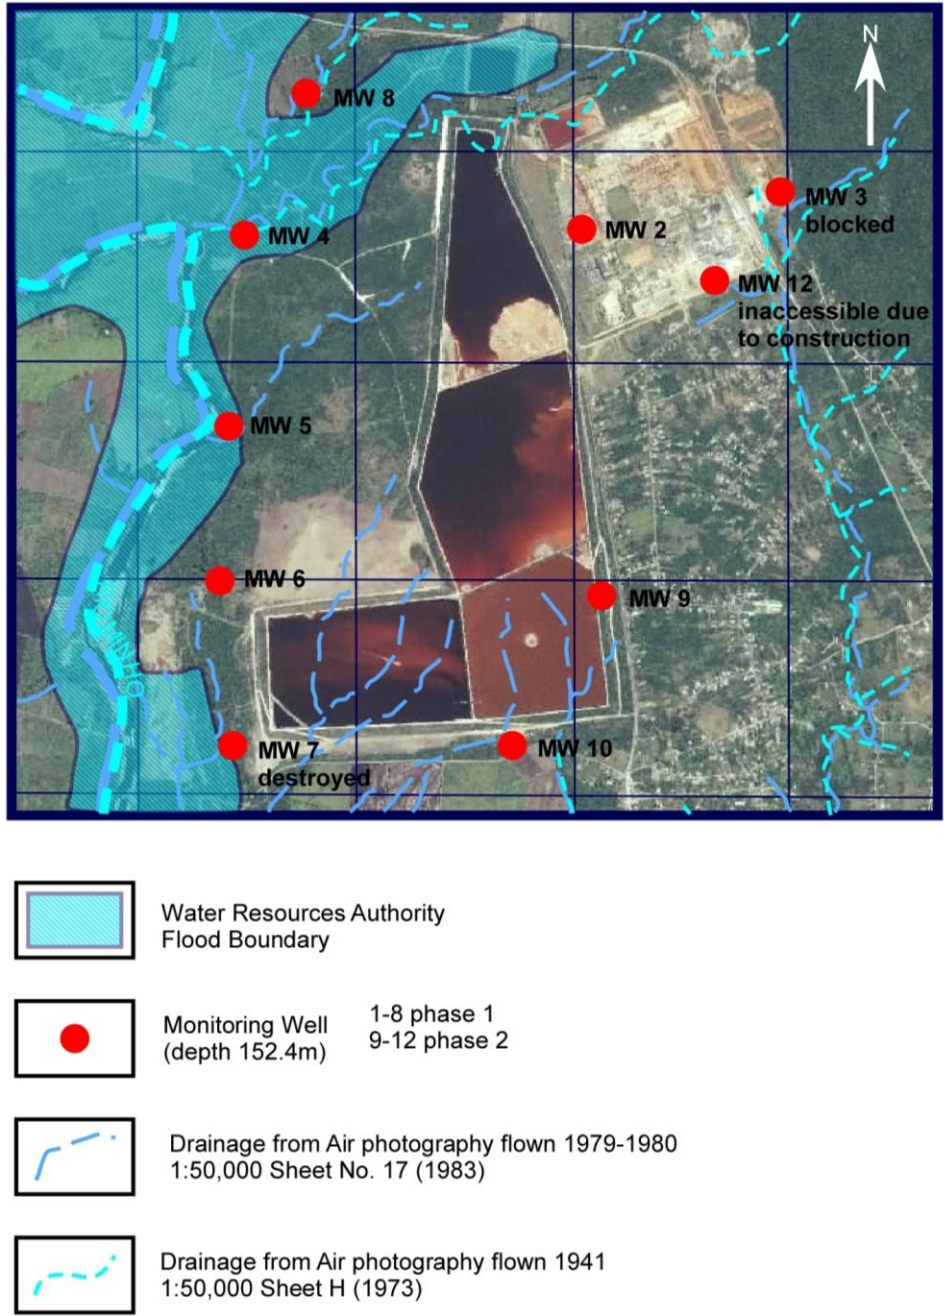 N
MW 8
MW 3
blocked
MW 2
MW 4
MW 12
inaccessible due
to construction
MW 5
MW 6
MW 9
MW 7
destroyed
MW 10
Water Resources Authority
Flood Boundary
Monitoring Well
(depth 152.4m)
1-8 phase 1
9-12 phase 2
Drainage from Air photography flown 1979-1980
1:50,000 Sheet No. 17 (1983)
Drainage from Air photography flown 1941
1:50,000 Sheet H (1973)